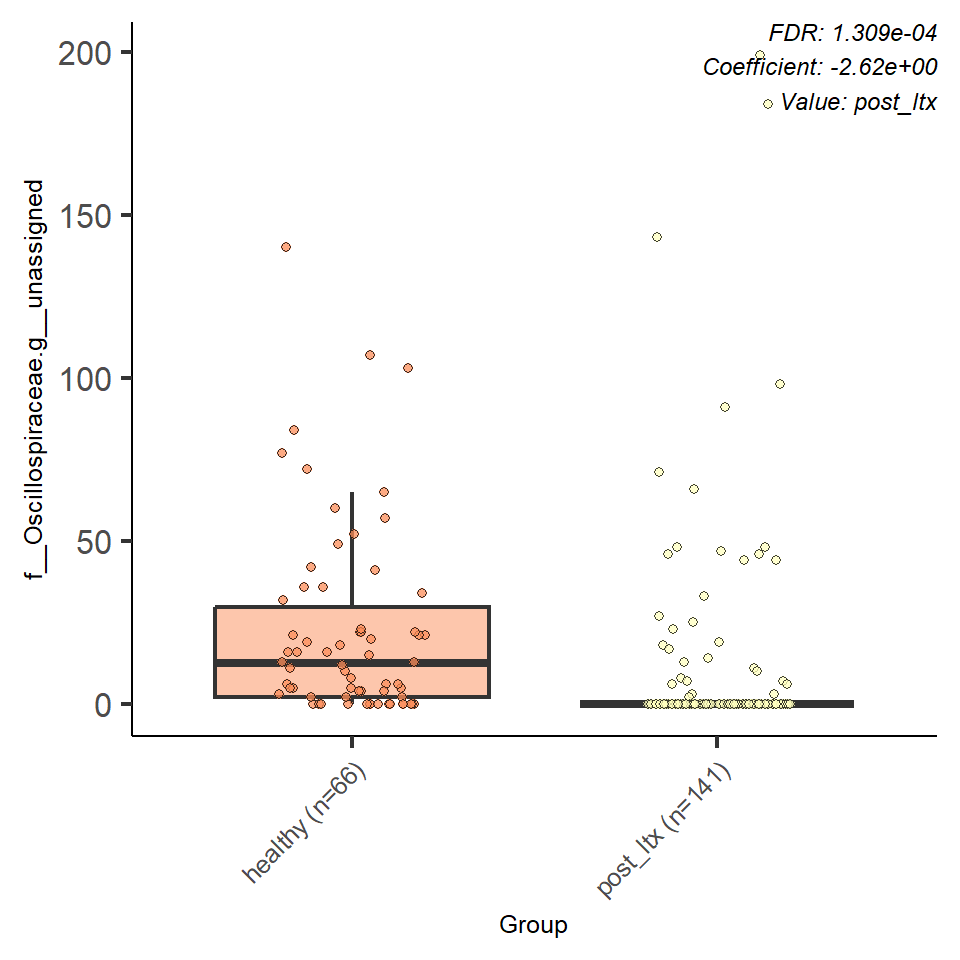 FDR: 1.309e-04
Coefficient: -2.62e+00
Value: post_ltx
f__Oscillospiraceae.g__unassigned
200
150
100
50
0
healthy (n=66)
post_ltx (n=141)
Group